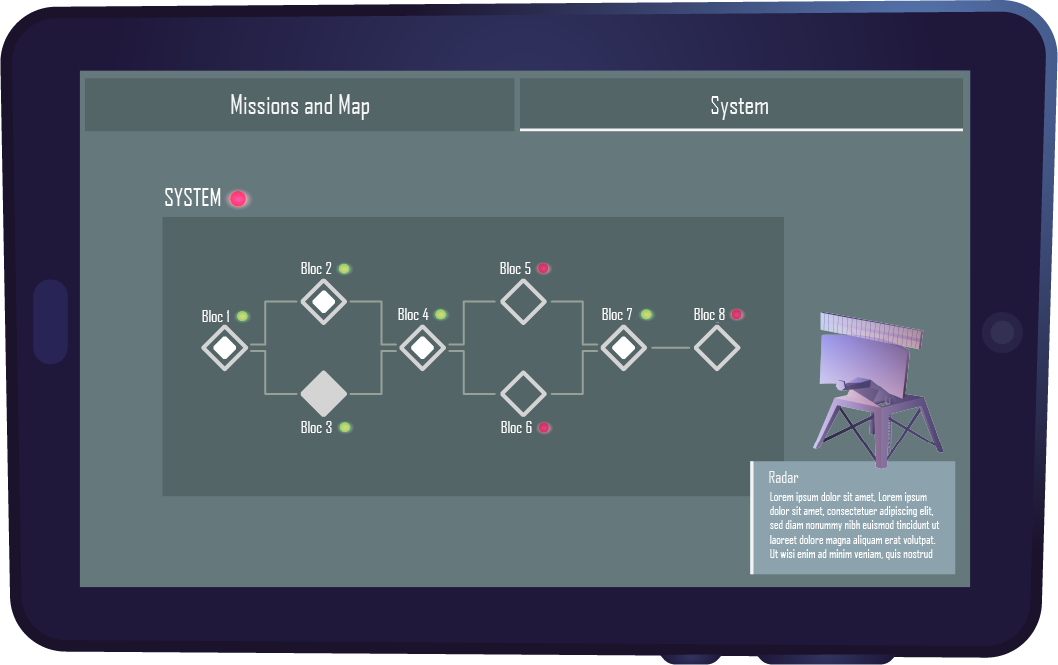 Missions and Map
System
SYSTEM
Bloc 2
Bloc 5
Bloc 1
Bloc 4
Bloc 7
Bloc 8
Bloc 3
Bloc 6
Radar
Lorem ipsum dolor sit amet, Lorem ipsum
dolor sit amet, consectetuer adipiscing elit,
sed diam nonummy nibh euismod tincidunt ut
laoreet dolore magna aliquam erat volutpat.
Ut wisi enim ad minim veniam, quis nostrud